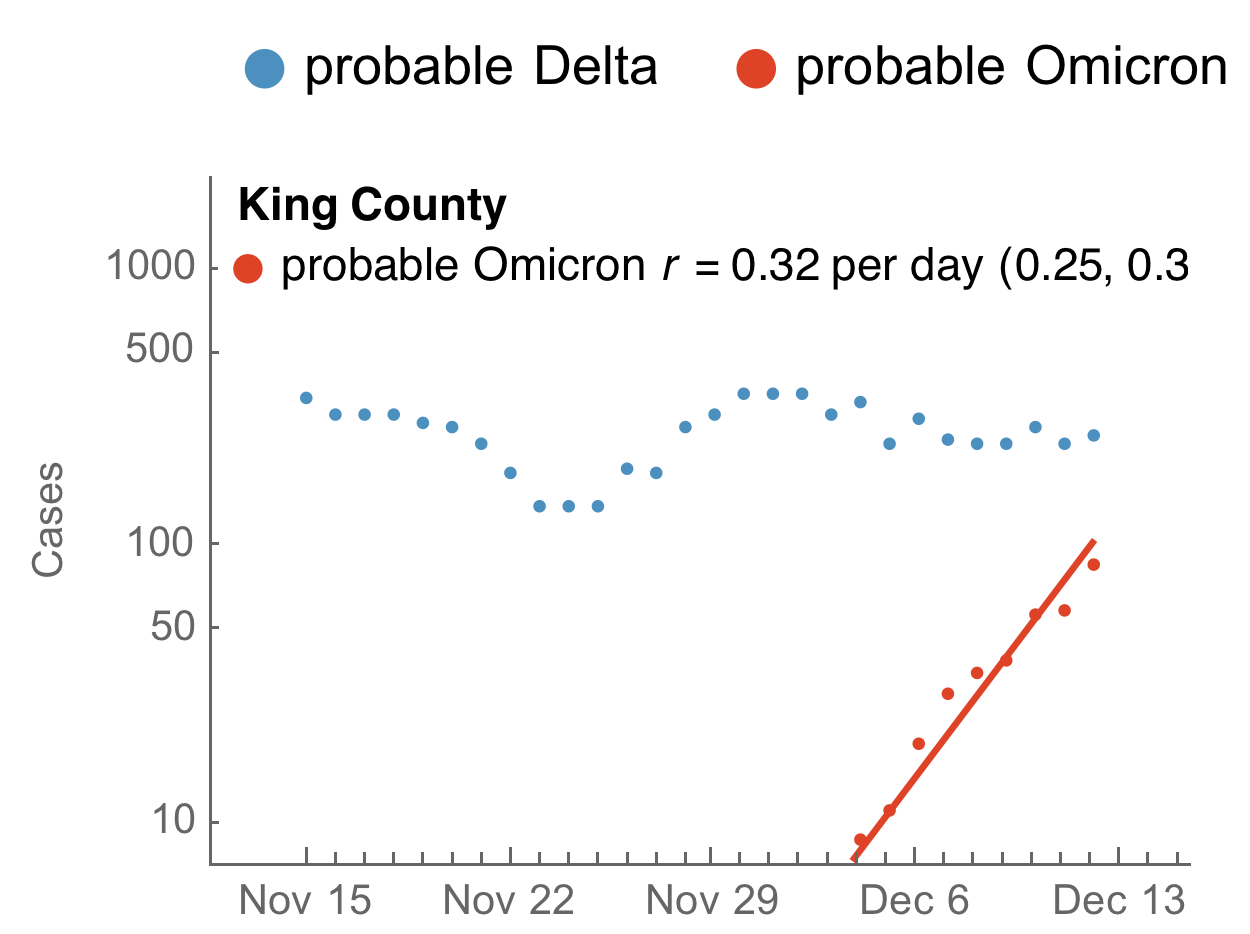 probable Delta probable Omicron
King County
probable Omicron r = 0.32 per day (0.25, 0.3
1000
500
100
50
10
Cases
Nov 15 Nov 22 Nov 29 Dec 6 Dec 13